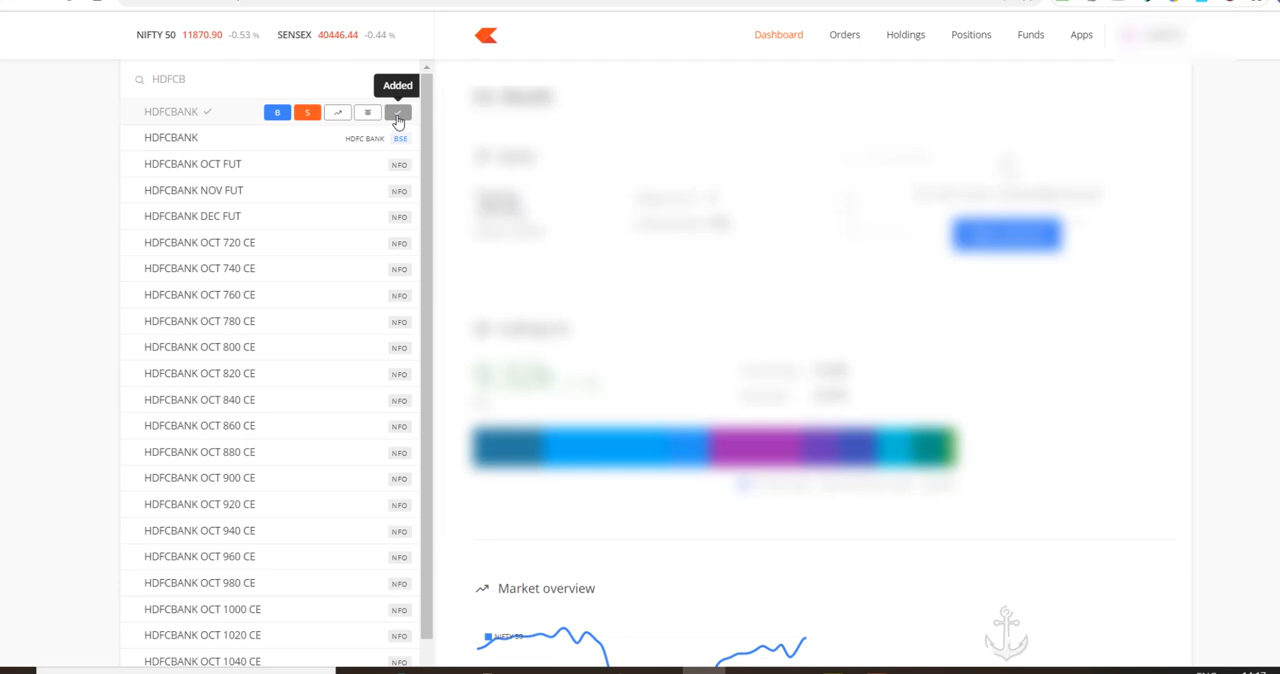 NIFTY 50 11870.90 -0.53 % SENSEX 40446.44 -0.44 %
Dashboard Orders Holdings Positions Funds Apps
HDFCB
Added
HDFCBANK B S
HDFCBANK HDFC BANK BSE
HDFCBANK OCT FUT NFO
HDFCBANK NOV FUT NFO
HDFCBANK DEC FUT NFO
HDFCBANK OCT 720 CE NFO
HDFCBANK OCT 740 CE NFO
HDFCBANK OCT 760 CE NFO
HDFCBANK OCT 780 CE NFO
HDFCBANK OCT 800 CE NFO
HDFCBANK OCT 820 CE NFO
HDFCBANK OCT 840 CE NFO
HDFCBANK OCT 860 CE NFO
HDFCBANK OCT 880 CE NFO
HDFCBANK OCT 900 CE NFO
HDFCBANK OCT 920 CE NFO
HDFCBANK OCT 940 CE NFO
HDFCBANK OCT 960 CE NFO
HDFCBANK OCT 980 CE NFO
HDFCBANK OCT 1000 CE NFO
HDFCBANK OCT 1020 CE NFO
HDFCBANK OCT 1040 CE NFO
Market overview
NIFTY 50